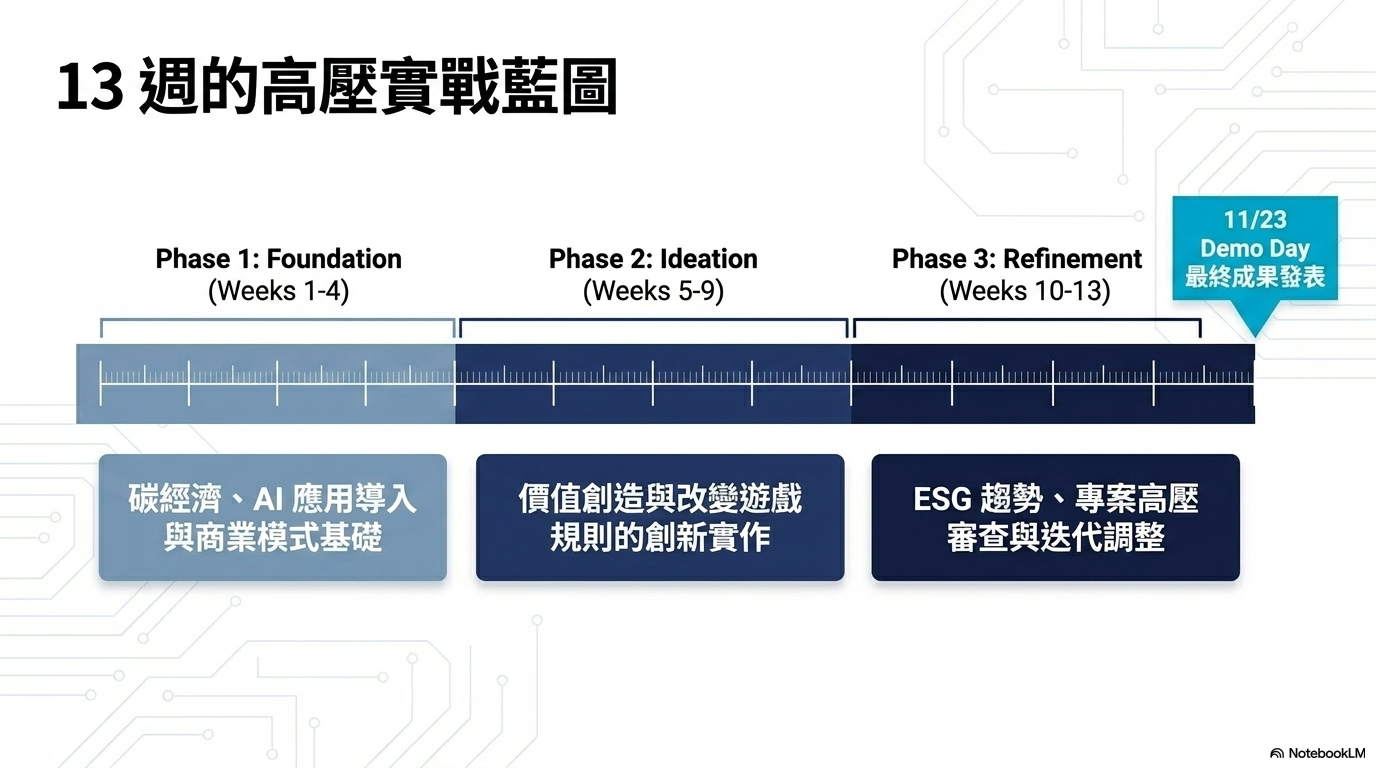 13 週的高壓實戰藍圖
11/23
Demo Day
最終成果發表
Phase 1: Foundation
(Weeks 1-4)
Phase 2: Ideation
(Weeks 5-9)
Phase 3: Refinement
(Weeks 10-13)
碳經濟、AI 應用導入
與商業模式基礎
價值創造與改變遊戲
規則的創新實作
ESG 趨勢、專案高壓
審查與迭代調整
NotebookLM